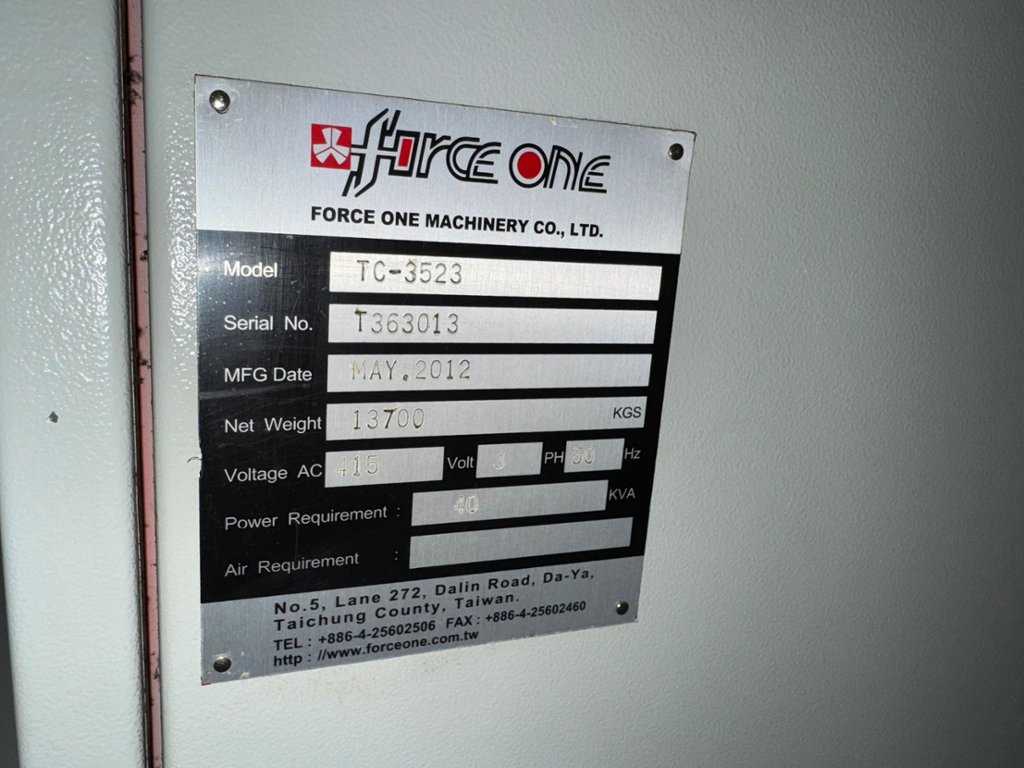 FORCE ONE
FORCE ONE MACHINERY CO., LTD.
Model TC-3523
Serial No. T363013
MFG Date MAY.2012
Net Weight 13700 KGS
Voltage AC 415 Volt 3 PH 50 Hz
Power Requirement : 40 KVA
Air Requirement :
No.5, Lane 272, Dalin Road, Da-Ya,
Taichung County, Taiwan.
TEL : +886-4-25602506 FAX : +886-4-25602460
http : //www.forceone.com.tw